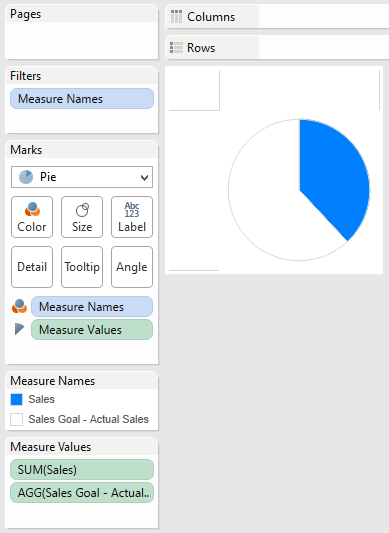 Pages
Columns
Rows
Filters
Measure Names
Marks
Pie
Abc
123
Color
Size
Label
Detail
Tooltip
Angle
Measure Names
Measure Values
Measure Names
Sales
Sales Goal - Actual Sales
Measure Values
SUM(Sales)
AGG(Sales Goal - Actual..